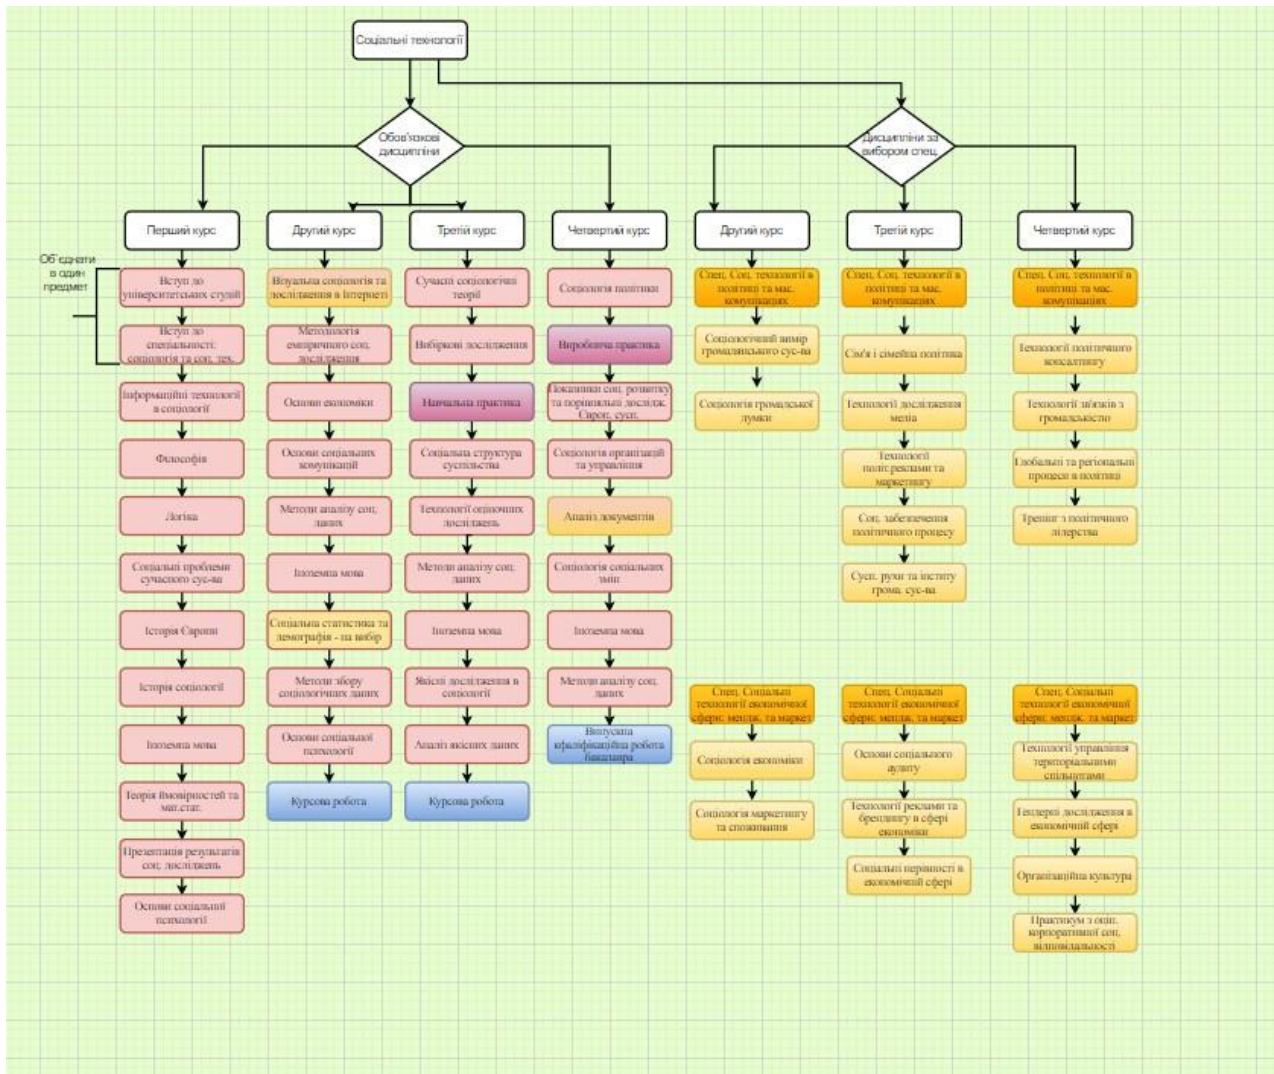 Соціальні технології
Обов'язкові
дисципліни
Дисципліни за
вибором спец.
Перший курс
Другий курс
Третій курс
Четвертий курс
Другий курс
Третій курс
Четвертий курс
Об'єднати
в один
предмет
Вступ до
університетських студій
Вступ до
спеціальності:
соціологія та соц. тех.
Інформаційні технології
в соціології
Філософія
Логіка
Соціальні проблеми
сучасного сус-ва
Історія Європи
Історія соціології
Іноземна мова
Теорія ймовірностей та
мат.стат.
Презентація результатів
соц. досліджень
Основи соціальної
психології
Візуальна соціологія та
дослідження в інтернеті
Методологія
емпіричного соц.
дослідження
Основи економіки
Основи соціальних
комунікацій
Методи аналізу соц.
даних
Іноземна мова
Соціальна статистика та
демографія - на вибір
Методи збору
соціологічних даних
Основи соціальної
психології
Курсова робота
Сучасні соціологічні
теорії
Вибіркові дослідження
Навчальна практика
Соціальна структура
суспільства
Технології оціночних
досліджень
Методи аналізу соц.
даних
Іноземна мова
Якісні дослідження в
соціології
Аналіз якісних даних
Курсова робота
Соціологія політики
Виробнича практика
Показники соц. розвитку
та порівняльні дослідж.
Європ. сусп.
Соціологія організацій
та управління
Аналіз документів
Соціологія соціальних
змін
Іноземна мова
Методи аналізу соц.
даних
Випускна
кфаліфікаційна робота
бакалавра
Спец. Соц. технології в
політиці та мас.
комунікаціях
Соціологічний вимір
громадянського сус-ва
Соціологія громадської
думки
Спец. Соц. технології в
політиці та мас.
комунікаціях
Сім'я і сімейна політика
Технології дослідження
медіа
Технології
політ.реклами та
маркетингу
Соц. забезпечення
політичного процесу
Сусп. рухи та інститу
грома. сус-ва
Спец. Соц. технології в
політиці та мас.
комунікаціях
Технології політичного
консалтингу
Технології зв'язків з
громадськістю
Глобальні та регіональні
процеси в політиці
Тренінг з політичного
лідерства
Спец. Соціальні
технології економічної
сфери: мендж. та маркет
Соціологія економіки
Соціологія маркетингу
та споживання
Спец. Соціальні
технології економічної
сфери: мендж. та маркет
Основи соціального
аудиту
Технології реклами та
брендингу в сфері
економіки
Соціальні нерівності в
економічній сфері
Спец. Соціальні
технології економічної
сфери: мендж. та маркет
Технології управління
територіальними
спільнотами
Гендерні дослідження в
економічній сфері
Організаційна культура
Практикум з оцін.
корпоративної соц.
відповідальності